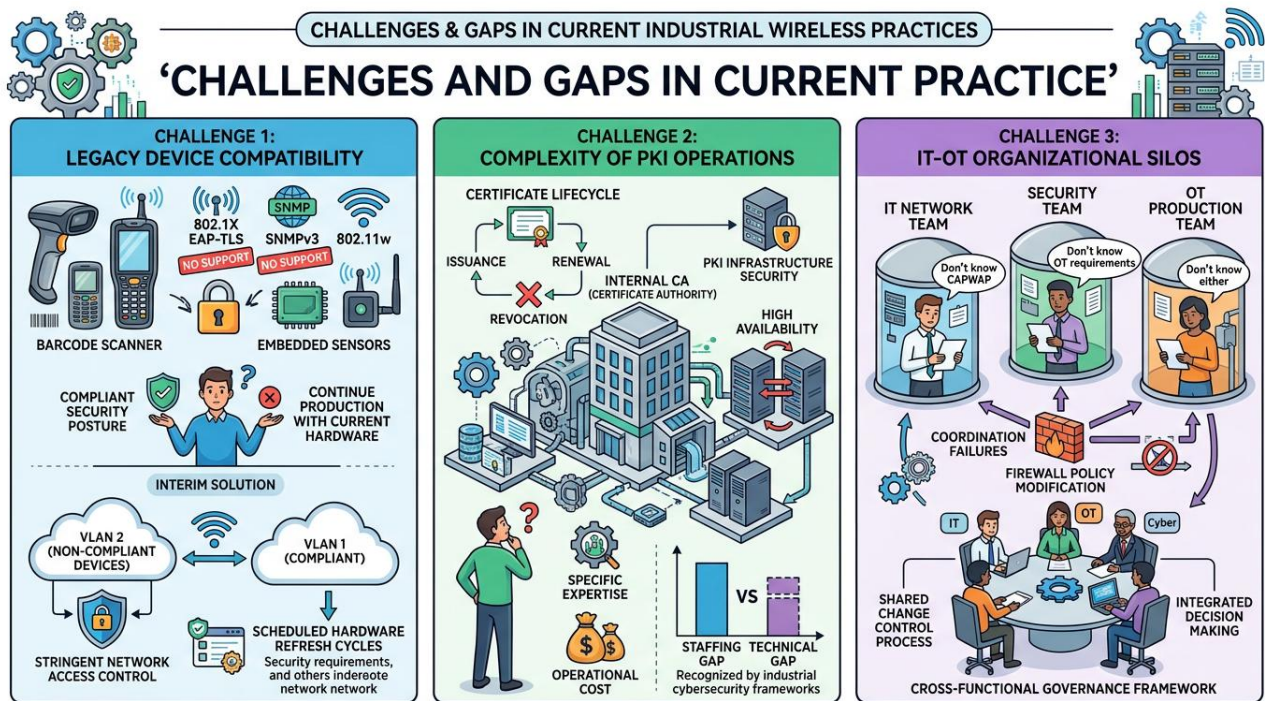 CHALLENGES & GAPS IN CURRENT INDUSTRIAL WIRELESS PRACTICES
'CHALLENGES AND GAPS IN CURRENT PRACTICE'
CHALLENGE 1:
LEGACY DEVICE COMPATIBILITY
802.1X
EAP-TLS
NO SUPPORT
SNMP
SNMPv3
NO SUPPORT
802.11w
BARCODE SCANNER
EMBEDDED SENSORS
COMPLIANT
SECURITY
POSTURE
?
CONTINUE
PRODUCTION
WITH CURRENT
HARDWARE
INTERIM SOLUTION
VLAN 2
(NON-COMPLIANT
DEVICES)
VLAN 1
(COMPLIANT)
STRINGENT NETWORK
ACCESS CONTROL
SCHEDULED HARDWARE
REFRESH CYCLES
Security requirements,
and others indereote
network network
CHALLENGE 2:
COMPLEXITY OF PKI OPERATIONS
CERTIFICATE LIFECYCLE
ISSUANCE
RENEWAL
REVOCATION
INTERNAL CA
(CERTIFICATE AUTHORITY)
PKI INFRASTRUCTURE
SECURITY
HIGH
AVAILABILITY
?
SPECIFIC
EXPERTISE
$ $
OPERATIONAL
COST
VS
STAFFING
GAP
TECHNICAL
GAP
Recognized by industrial
cybersecurity frameworks
CHALLENGE 3:
IT-OT ORGANIZATIONAL SILOS
IT NETWORK
TEAM
Don't know
CAPWAP
SECURITY
TEAM
Don't know
OT requirements
OT
PRODUCTION
TEAM
Don't know
either
COORDINATION
FAILURES
FIREWALL POLICY
MODIFICATION
IT
OT
Cyber
SHARED
CHANGE
CONTROL
PROCESS
INTEGRATED
DECISION
MAKING
CROSS-FUNCTIONAL GOVERNANCE FRAMEWORK